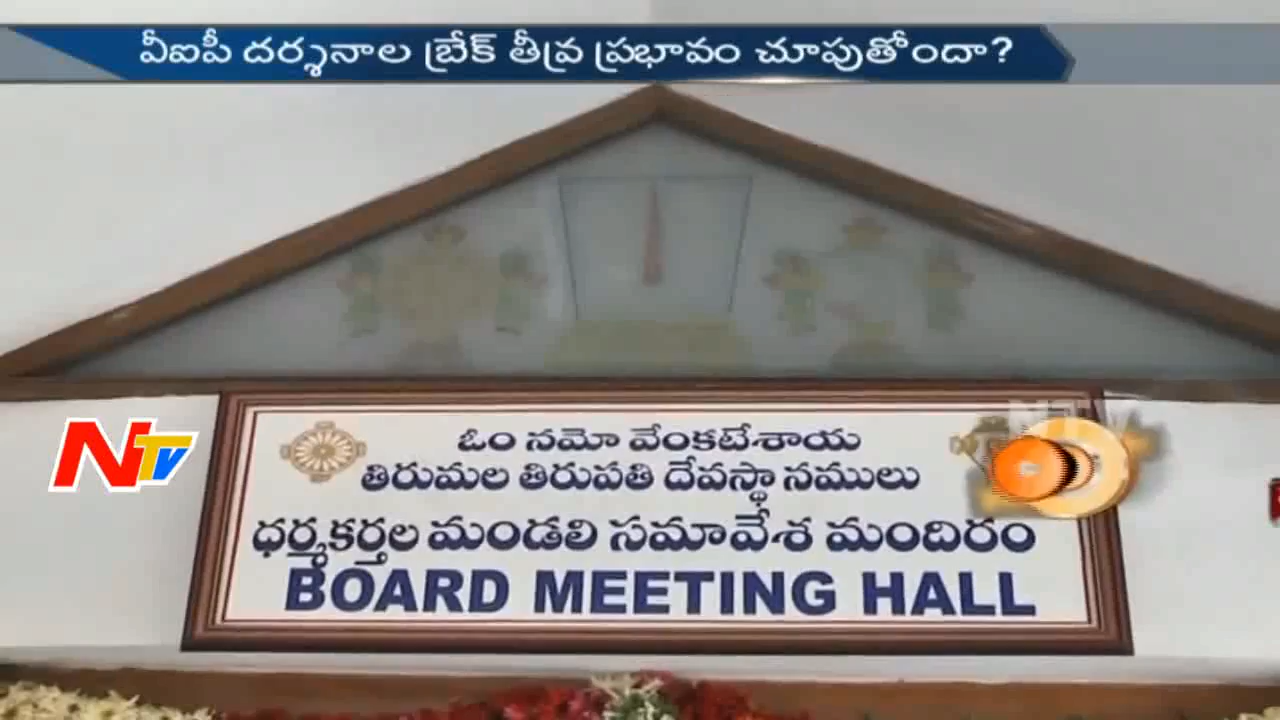 వీఐపీ దర్శనాల బ్రేక్ తీవ్ర ప్రభావం చూపుతోందా?
NTV
NTV
ఓం నమో వేంకటేశాయ
తిరుమల తిరుపతి దేవస్థానములు
ధర్మకర్తల మండలి సమావేశ మందిరం
BOARD MEETING HALL